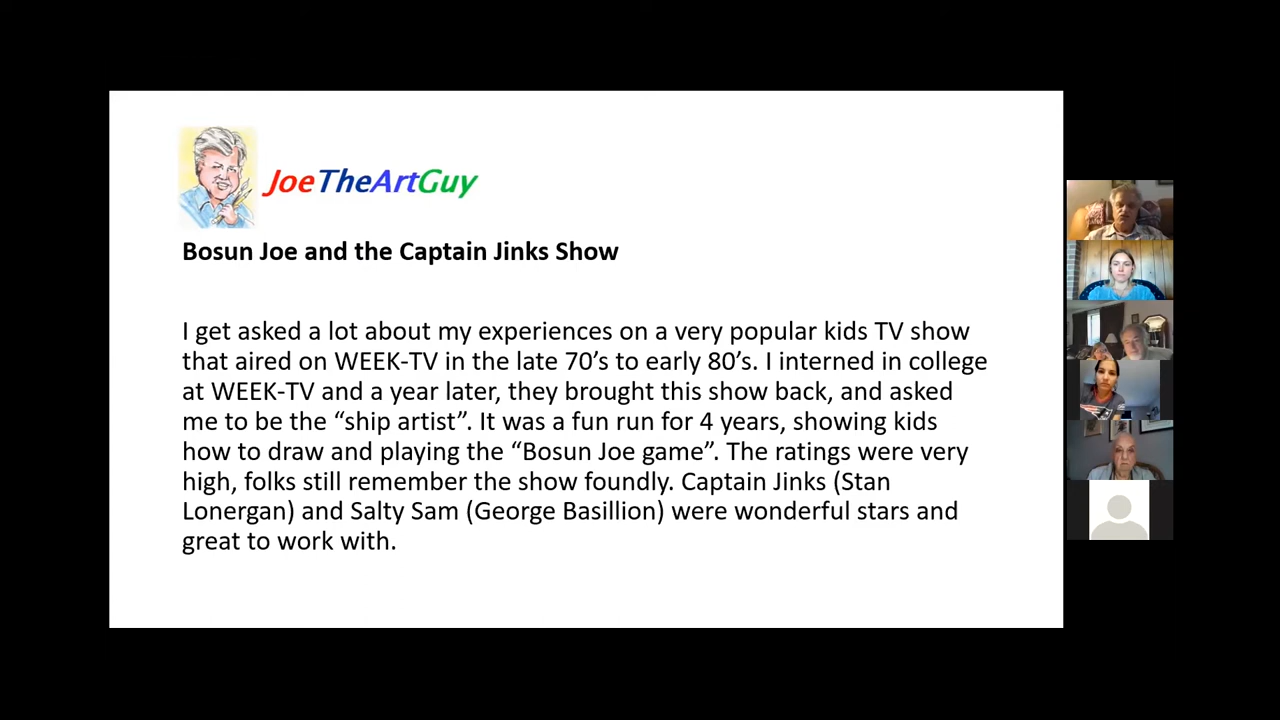 JoeTheArtGuy
Bosun Joe and the Captain Jinks Show
I get asked a lot about my experiences on a very popular kids TV show
that aired on WEEK-TV in the late 70’s to early 80’s. I interned in college
at WEEK-TV and a year later, they brought this show back, and asked
me to be the “ship artist”. It was a fun run for 4 years, showing kids
how to draw and playing the “Bosun Joe game”. The ratings were very
high, folks still remember the show foundly. Captain Jinks (Stan
Lonergan) and Salty Sam (George Basillion) were wonderful stars and
great to work with.